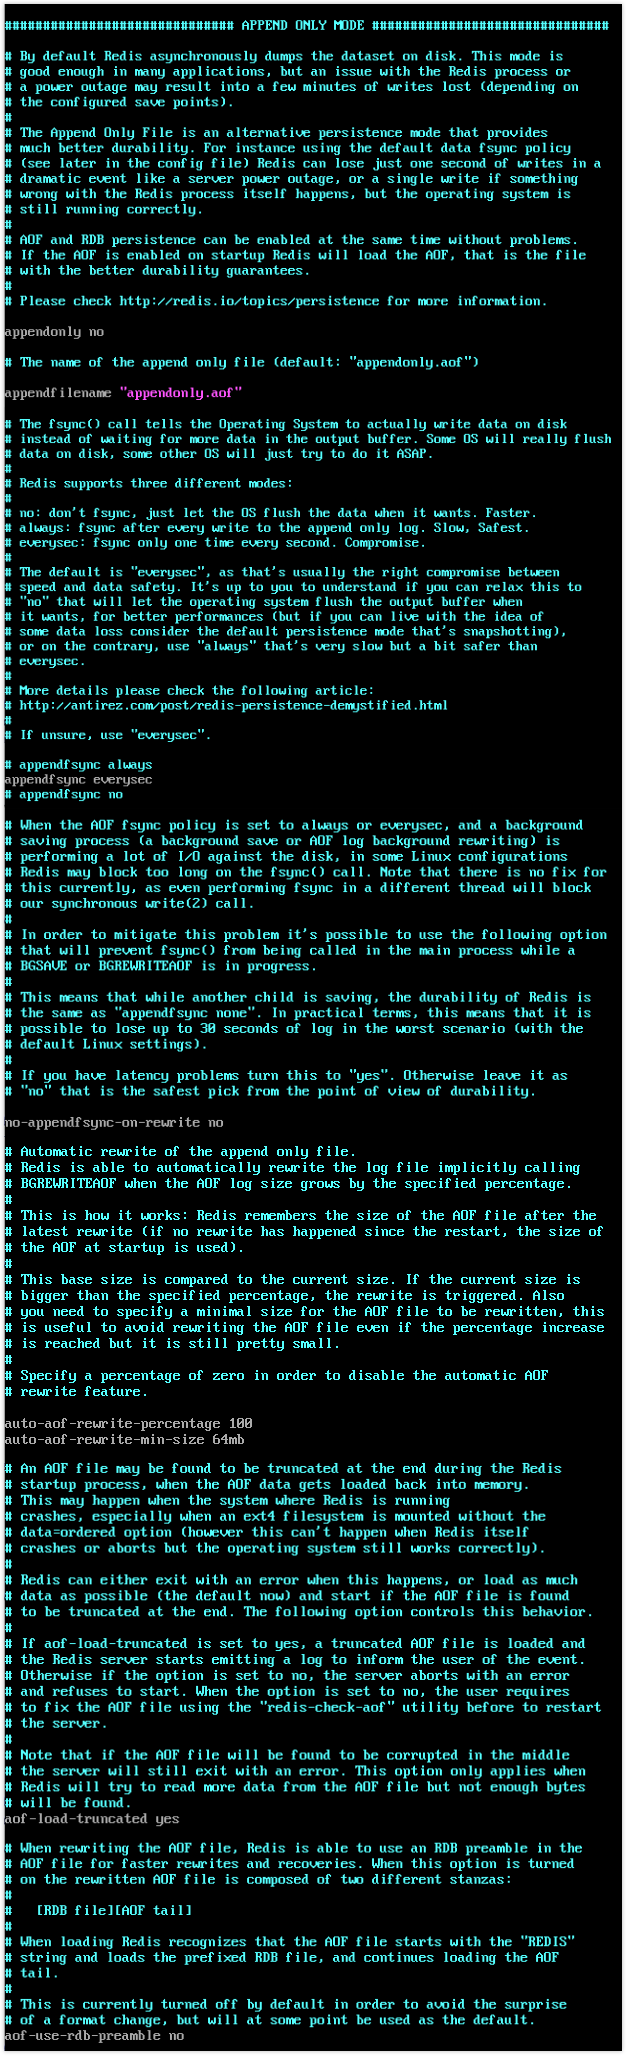 ############################## APPEND ONLY MODE ###############################
# By default Redis asynchronously dumps the dataset on disk. This mode is
# good enough in many applications, but an issue with the Redis process or
# a power outage may result into a few minutes of writes lost (depending on
# the configured save points).
#
# The Append Only File is an alternative persistence mode that provides
# much better durability. For instance using the default data fsync policy
# (see later in the config file) Redis can lose just one second of writes in a
# dramatic event like a server power outage, or a single write if something
# wrong with the Redis process itself happens, but the operating system is
# still running correctly.
#
# AOF and RDB persistence can be enabled at the same time without problems.
# If the AOF is enabled on startup Redis will load the AOF, that is the file
# with the better durability guarantees.
#
# Please check http://redis.io/topics/persistence for more information.
appendonly no
# The name of the append only file (default: "appendonly.aof")
appendfilename "appendonly.aof"
# The fsync() call tells the Operating System to actually write data on disk
# instead of waiting for more data in the output buffer. Some OS will really flush
# data on disk, some other OS will just try to do it ASAP.
#
# Redis supports three different modes:
#
# no: don't fsync, just let the OS flush the data when it wants. Faster.
# always: fsync after every write to the append only log. Slow, Safest.
# everysec: fsync only one time every second. Compromise.
#
# The default is "everysec", as that's usually the right compromise between
# speed and data safety. It's up to you to understand if you can relax this to
# "no" that will let the operating system flush the output buffer when
# it wants, for better performances (but if you can live with the idea of
# some data loss consider the default persistence mode that's snapshotting),
# or on the contrary, use "always" that's very slow but a bit safer than
# everysec.
#
# More details please check the following article:
# http://antirez.com/post/redis-persistence-demystified.html
#
# If unsure, use "everysec".
# appendfsync always
appendfsync everysec
# appendfsync no
# When the AOF fsync policy is set to always or everysec, and a background
# saving process (a background save or AOF log background rewriting) is
# performing a lot of I/O against the disk, in some Linux configurations
# Redis may block too long on the fsync() call. Note that there is no fix for
# this currently, as even performing fsync in a different thread will block
# our synchronous write(2) call.
#
# In order to mitigate this problem it's possible to use the following option
# that will prevent fsync() from being called in the main process while a
# BGSAVE or BGREWRITEAOF is in progress.
#
# This means that while another child is saving, the durability of Redis is
# the same as "appendfsync none". In practical terms, this means that it is
# possible to lose up to 30 seconds of log in the worst scenario (with the
# default Linux settings).
#
# If you have latency problems turn this to "yes". Otherwise leave it as
# "no" that is the safest pick from the point of view of durability.
no-appendfsync-on-rewrite no
# Automatic rewrite of the append only file.
# Redis is able to automatically rewrite the log file implicitly calling
# BGREWRITEAOF when the AOF log size grows by the specified percentage.
#
# This is how it works: Redis remembers the size of the AOF file after the
# latest rewrite (if no rewrite has happened since the restart, the size of
# the AOF at startup is used).
#
# This base size is compared to the current size. If the current size is
# bigger than the specified percentage, the rewrite is triggered. Also
# you need to specify a minimal size for the AOF file to be rewritten, this
# is useful to avoid rewriting the AOF file even if the percentage increase
# is reached but it is still pretty small.
#
# Specify a percentage of zero in order to disable the automatic AOF
# rewrite feature.
auto-aof-rewrite-percentage 100
auto-aof-rewrite-min-size 64mb
# An AOF file may be found to be truncated at the end during the Redis
# startup process, when the AOF data gets loaded back into memory.
# This may happen when the system where Redis is running
# crashes, especially when an ext4 filesystem is mounted without the
# data=ordered option (however this can't happen when Redis itself
# crashes or aborts but the operating system still works correctly).
#
# Redis can either exit with an error when this happens, or load as much
# data as possible (the default now) and start if the AOF file is found
# to be truncated at the end. The following option controls this behavior.
#
# If aof-load-truncated is set to yes, a truncated AOF file is loaded and
# the Redis server starts emitting a log to inform the user of the event.
# Otherwise if the option is set to no, the server aborts with an error
# and refuses to start. When the option is set to no, the user requires
# to fix the AOF file using the "redis-check-aof" utility before to restart
# the server.
#
# Note that if the AOF file will be found to be corrupted in the middle
# the server will still exit with an error. This option only applies when
# Redis will try to read more data from the AOF file but not enough bytes
# will be found.
aof-load-truncated yes
# When rewriting the AOF file, Redis is able to use an RDB preamble in the
# AOF file for faster rewrites and recoveries. When this option is turned
# on the rewritten AOF file is composed of two different stanzas:
#
#   [RDB file][AOF tail]
#
# When loading Redis recognizes that the AOF file starts with the "REDIS"
# string and loads the prefixed RDB file, and continues loading the AOF
# tail.
#
# This is currently turned off by default in order to avoid the surprise
# of a format change, but will at some point be used as the default.
aof-use-rdb-preamble no